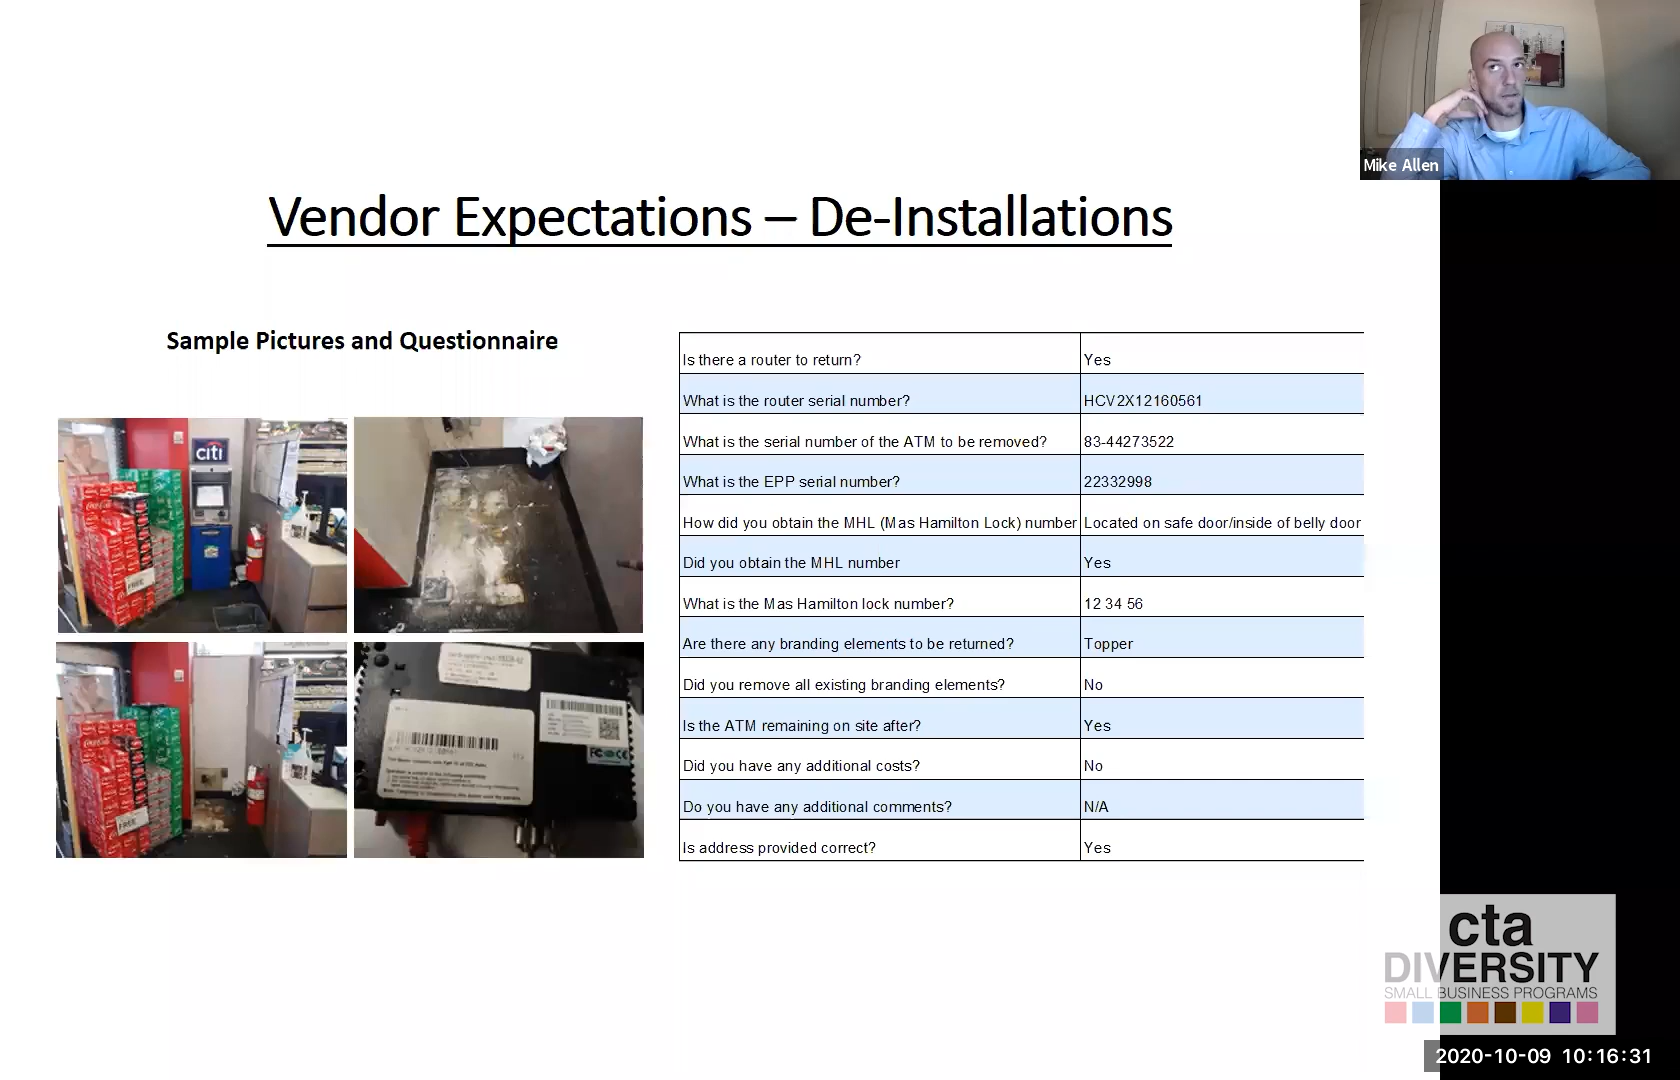 Mike Allen
Vendor Expectations – De-Installations
Sample Pictures and Questionnaire
citi
FREE
FREE
Is there a router to return? Yes
What is the router serial number? HCV2X12160561
What is the serial number of the ATM to be removed? 83-44273522
What is the EPP serial number? 22332998
How did you obtain the MHL (Mas Hamilton Lock) number Located on safe door/inside of belly door
Did you obtain the MHL number Yes
What is the Mas Hamilton lock number? 12 34 56
Are there any branding elements to be returned? Topper
Did you remove all existing branding elements? No
Is the ATM remaining on site after? Yes
Did you have any additional costs? No
Do you have any additional comments? N/A
Is address provided correct? Yes
cta
DIVERSITY
SMALL BUSINESS PROGRAMS
2020-10-09 10:16:31